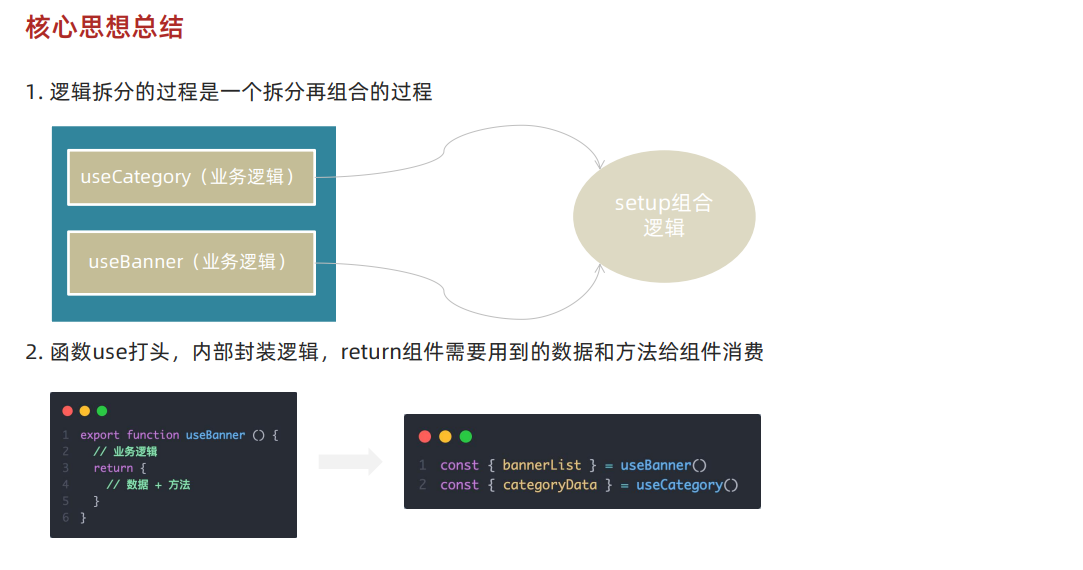 核心思想总结
1. 逻辑拆分的过程是一个拆分再组合的过程
useCategory（业务逻辑）
useBanner（业务逻辑）
setup组合
逻辑
2. 函数use打头，内部封装逻辑，return组件需要用到的数据和方法给组件消费
1 export function useBanner () {
2 // 业务逻辑
3 return {
4 // 数据 + 方法
5 }
6 }
1 const { bannerList } = useBanner()
2 const { categoryData } = useCategory()